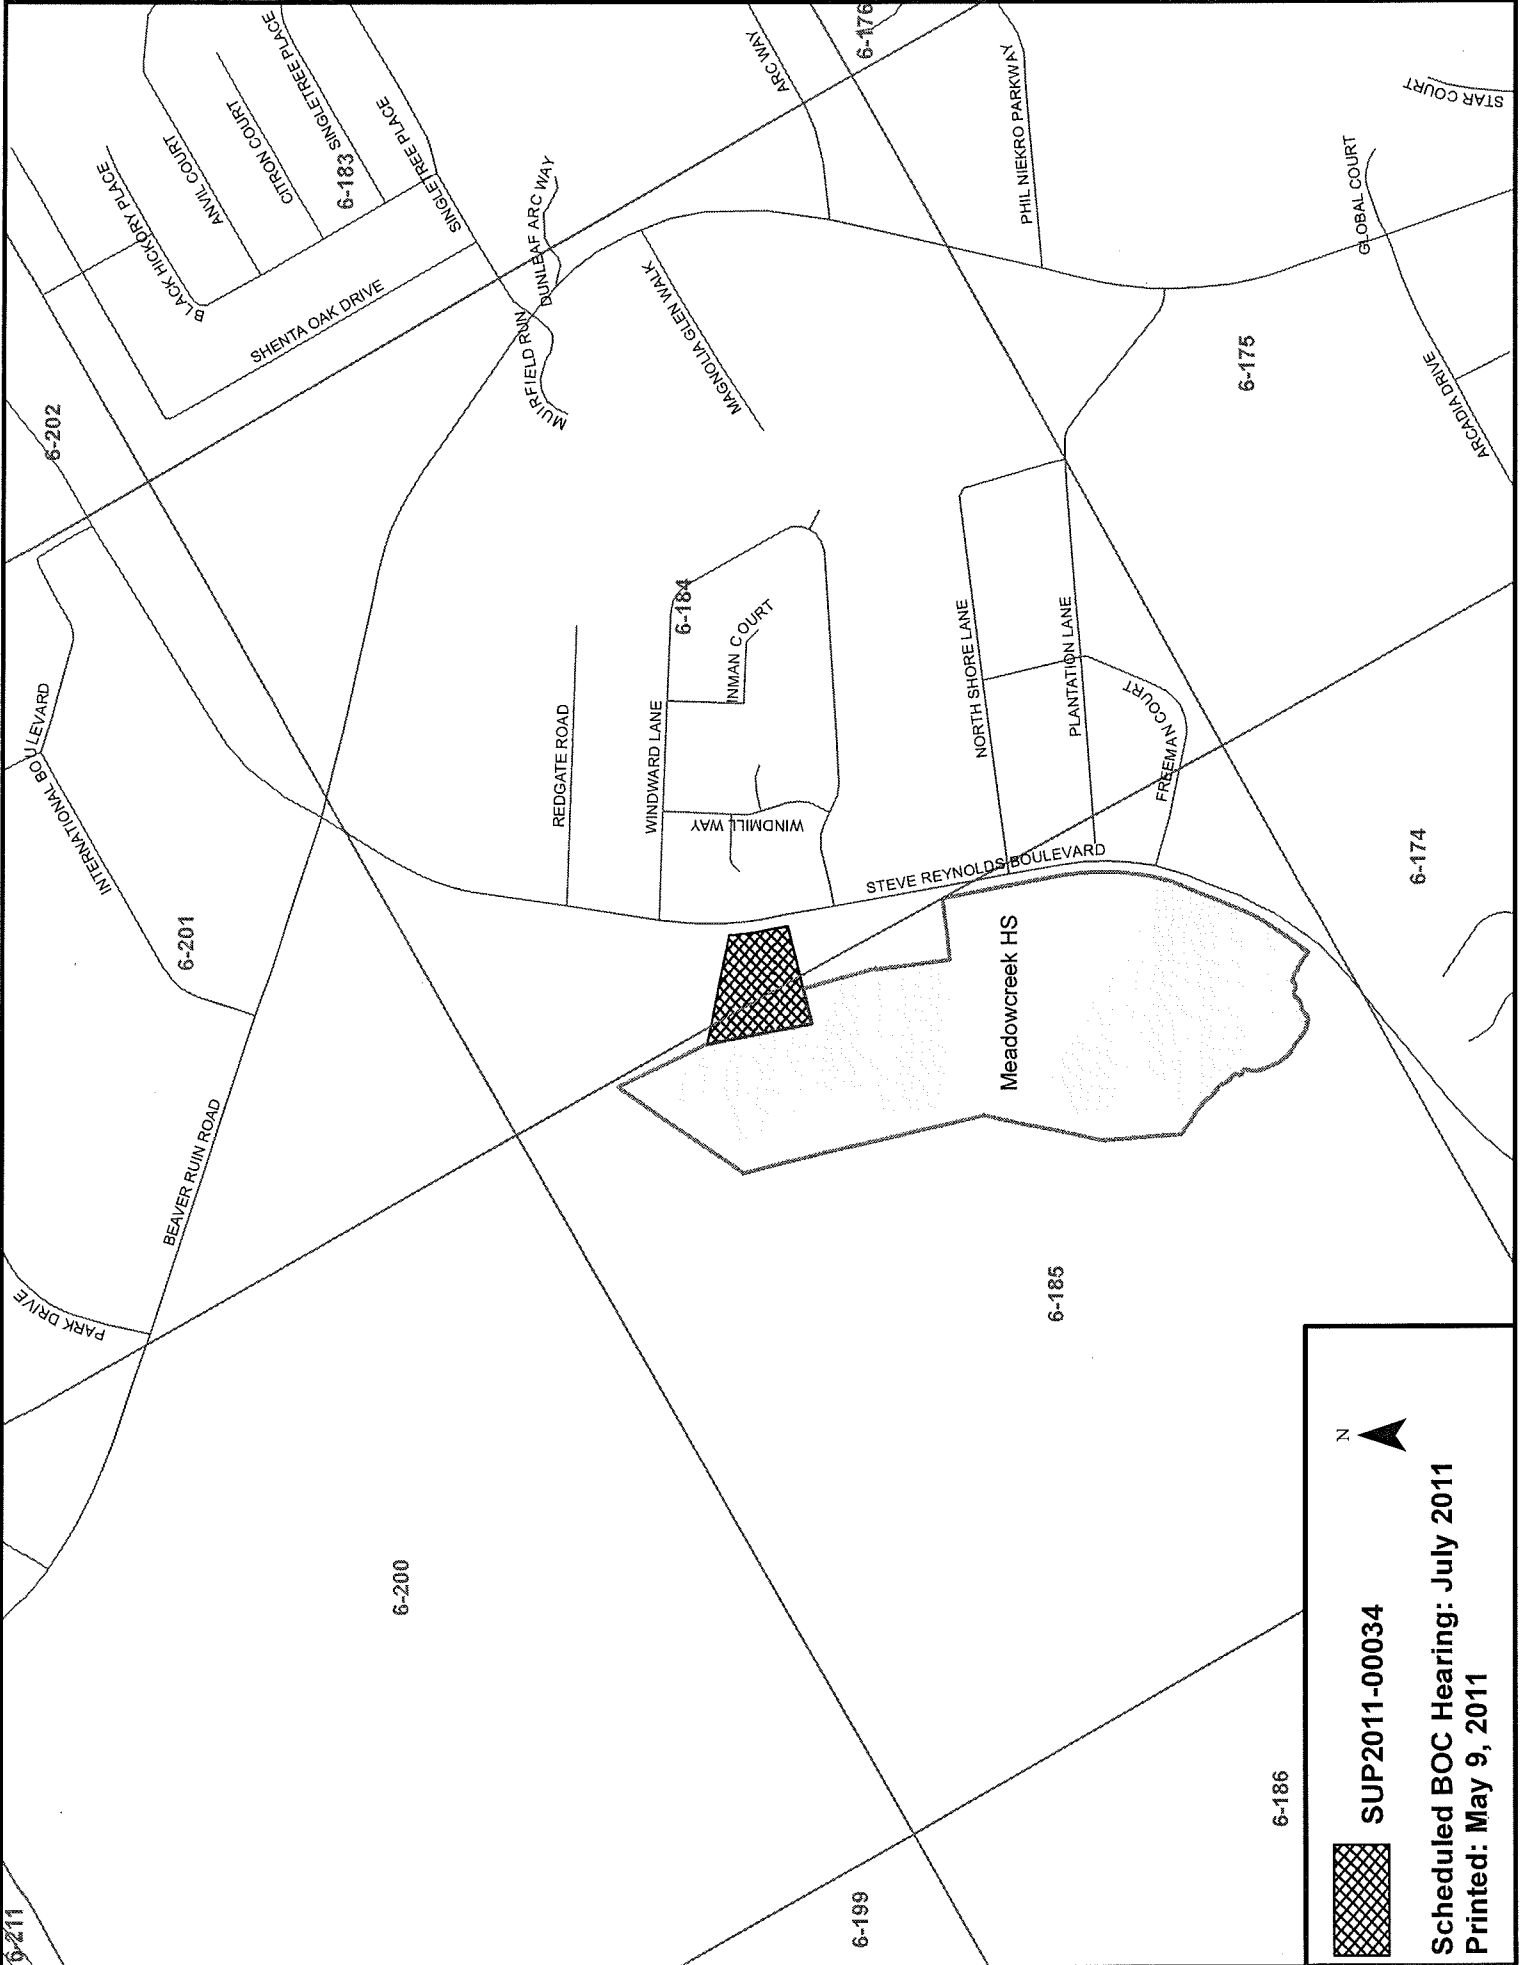 6-211
PARK DRIVE
BEAVER RUIN ROAD
INTERNATIONAL BOULEVARD
6-201
6-202
BLACK HICKORY PLACE
ANVIL COURT
CITRON COURT
SINGLETREE PLACE
6-183
SINGLETREE PLACE
SHENTA OAK DRIVE
6-200
REDGATE ROAD
MUIRFIELD RUN
DUNLEAF ARC WAY
MAGNOLIA GLEN WALK
ARC WAY
6-176
WINDWARD LANE
6-184
INMAN COURT
WINDMILL WAY
STEVE REYNOLDS BOULEVARD
NORTH SHORE LANE
PLANTATION LANE
FREEMAN COURT
PHIL NIEKRO PARKWAY
6-175
GLOBAL COURT
STAR COURT
ARCADIA DRIVE
6-174
Meadowcreek HS
6-185
6-199
6-186
N
SUP2011-00034
Scheduled BOC Hearing: July 2011
Printed: May 9, 2011